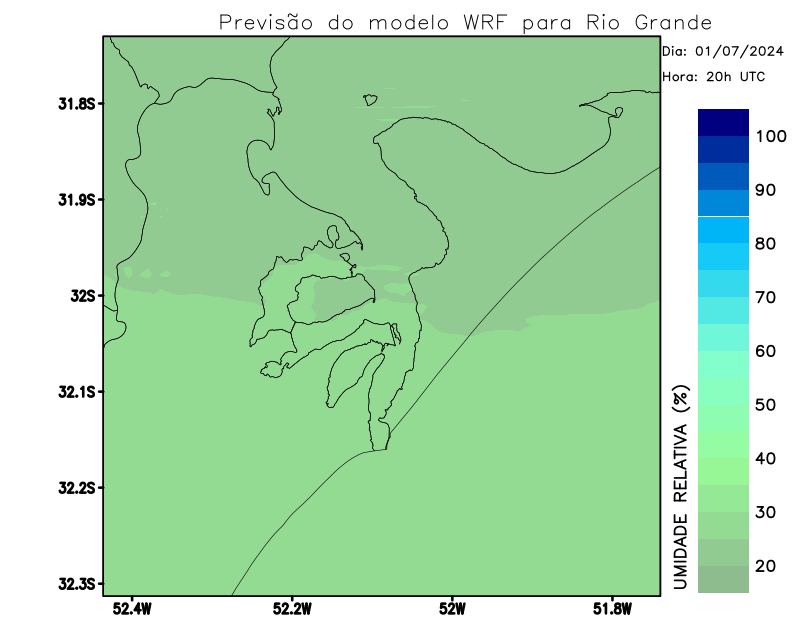 Previsão do modelo WRF para Rio Grande
Dia: 01/07/2024
Hora: 20h UTC
31.8S
31.9S
32S
32.1S
32.2S
32.3S
52.4W
52.2W
52W
51.8W
100
90
80
70
60
50
40
30
20
UMIDADE RELATIVA (%)